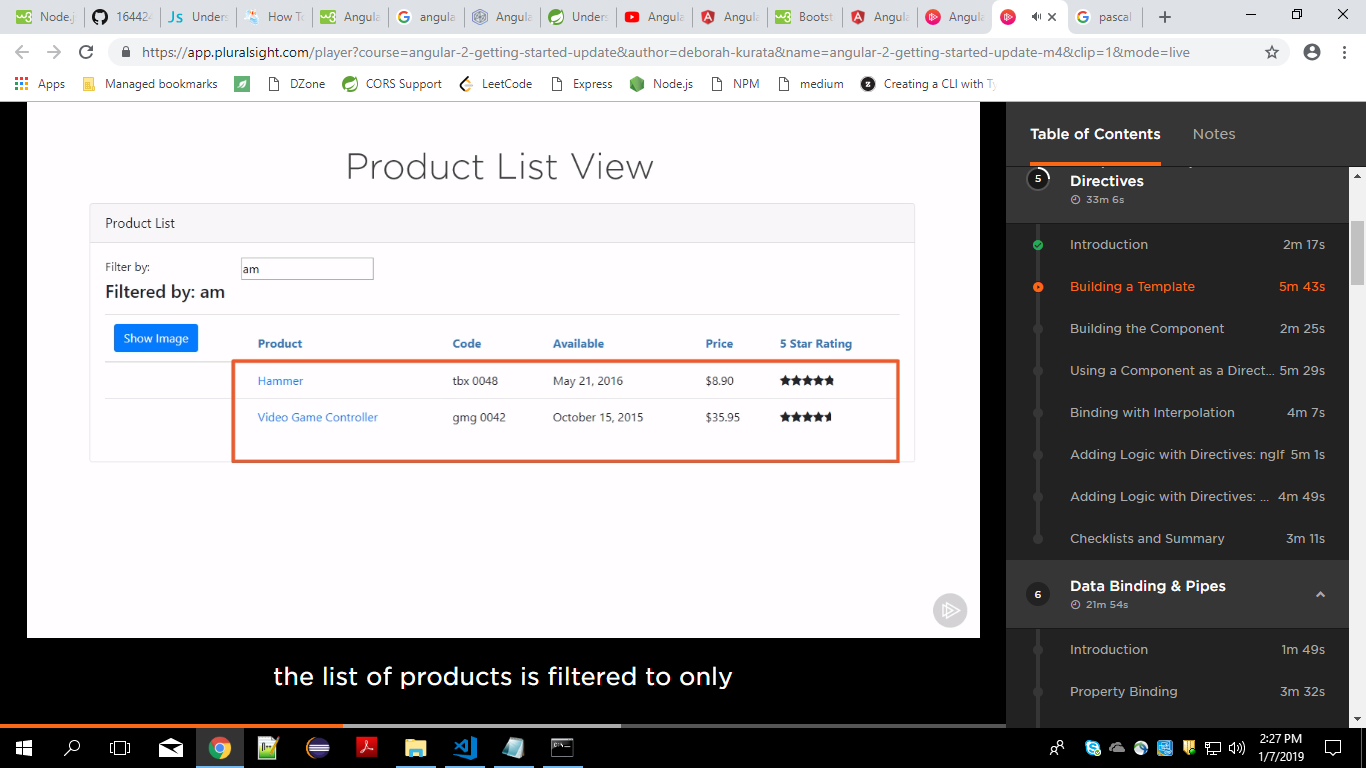 Node.j
164424
Unders
How To
Angula
angula
Angula
Unders
Angula
Angula
Bootst
Angula
Angula
pascal
https://app.pluralsight.com/player?course=angular-2-getting-started-update&author=deborah-kurata&name=angular-2-getting-started-update-m4&clip=1&mode=live
Apps Managed bookmarks DZone CORS Support LeetCode Express Node.js NPM medium Creating a CLI with Ty
Product List View
Product List
Filter by: am
Filtered by: am
Show Image Product Code Available Price 5 Star Rating
Hammer tbx 0048 May 21, 2016 $8.90
Video Game Controller gmg 0042 October 15, 2015 $35.95
the list of products is filtered to only
Table of Contents Notes
5 Directives
33m 6s
Introduction 2m 17s
Building a Template 5m 43s
Building the Component 2m 25s
Using a Component as a Direct... 5m 29s
Binding with Interpolation 4m 7s
Adding Logic with Directives: ngIf 5m 1s
Adding Logic with Directives: ... 4m 49s
Checklists and Summary 3m 11s
6 Data Binding & Pipes
21m 54s
Introduction 1m 49s
Property Binding 3m 32s
2:27 PM
1/7/2019